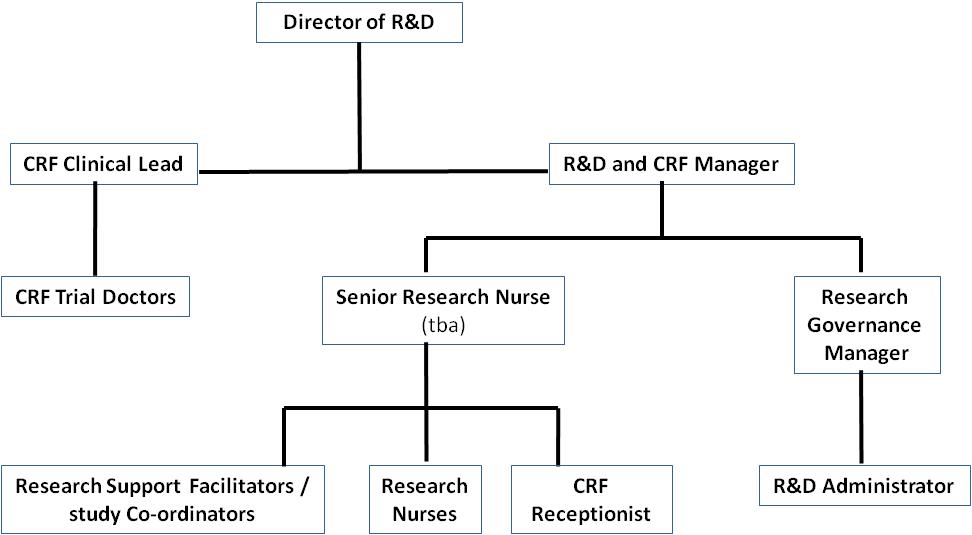 Director of R&D
CRF Clinical Lead
R&D and CRF Manager
CRF Trial Doctors
Senior Research Nurse
(tba)
Research
Governance
Manager
Research Support Facilitators /
study Co-ordinators
Research
Nurses
CRF
Receptionist
R&D Administrator